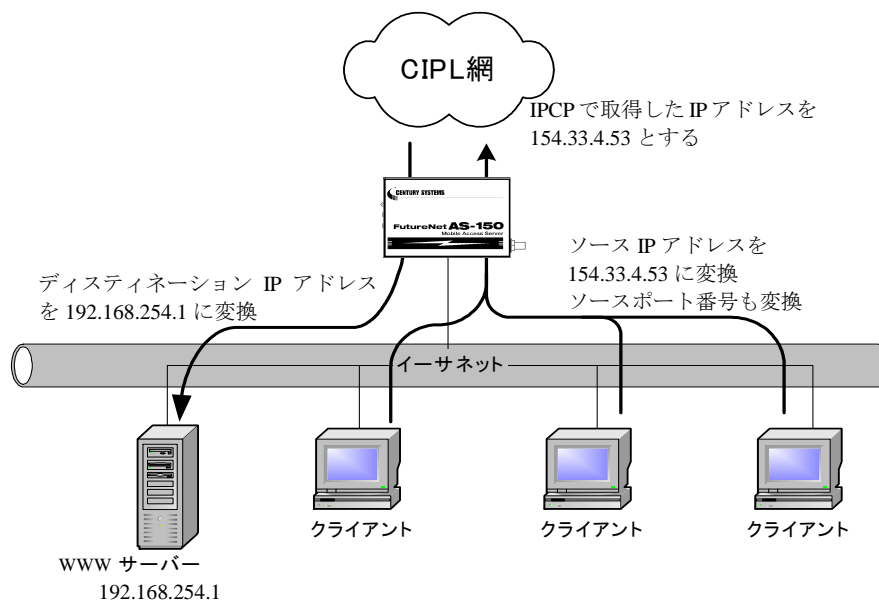 CIPL網
IPCP で取得した IP アドレスを
154.33.4.53 とする
CENTURY SYSTEMS
FutureNet AS-150
Mobile Access Server
ディスティネーション IP アドレス
を 192.168.254.1 に変換
ソース IP アドレスを
154.33.4.53 に変換
ソースポート番号も変換
イーサネット
クライアント
クライアント
クライアント
WWW サーバー
192.168.254.1